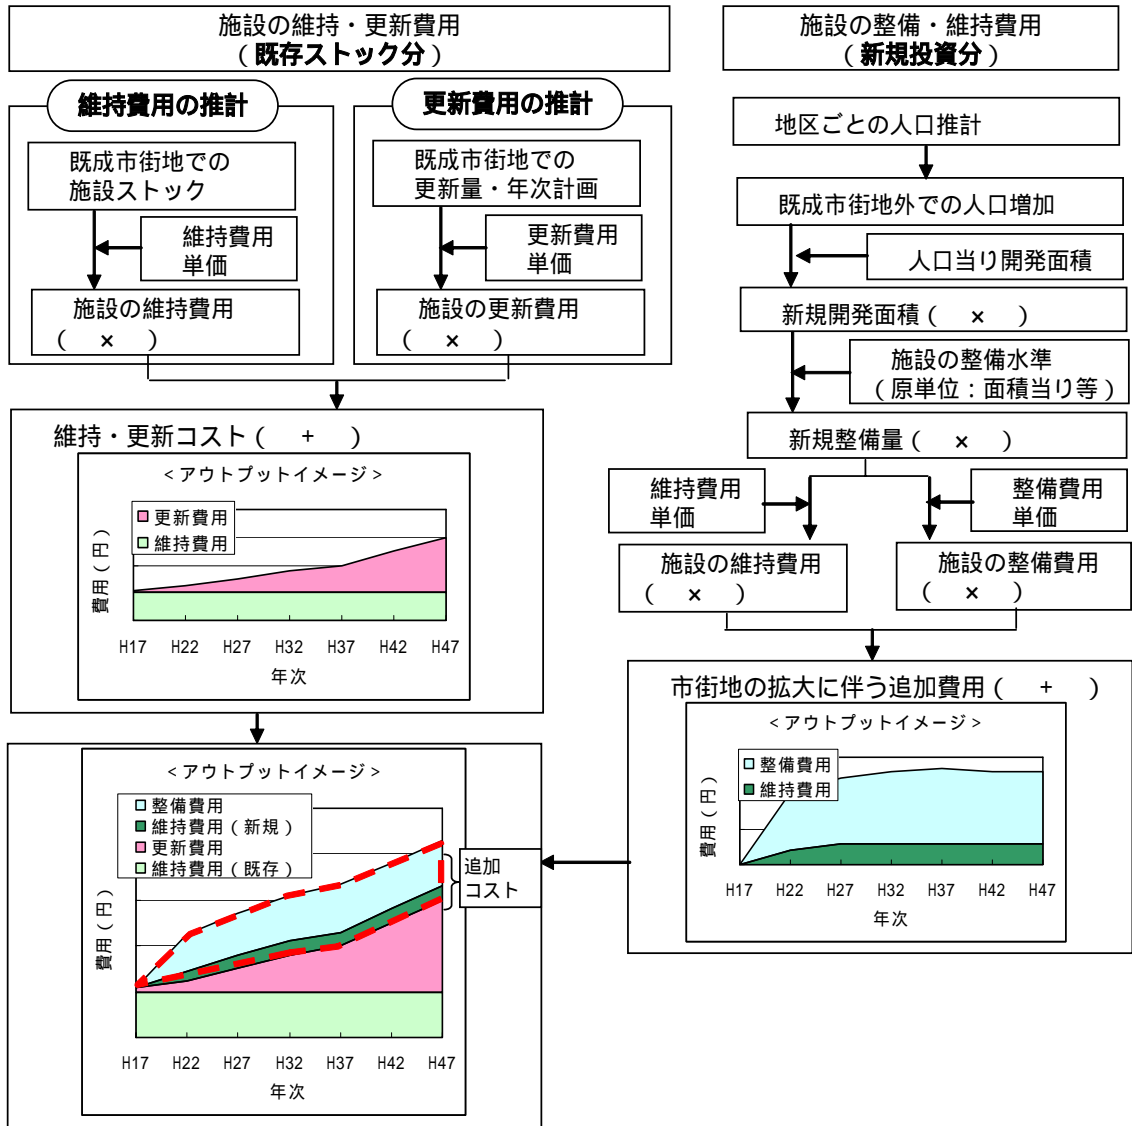 施設の維持・更新費用
（既存ストック分）
維持費用の推計
既成市街地での
施設ストック
維持費用
単価
施設の維持費用
（　×　）
更新費用の推計
既成市街地での
更新量・年次計画
更新費用
単価
施設の更新費用
（　×　）
維持・更新コスト（　+　）
<アウトプットイメージ>
更新費用
維持費用
費用（円）
H17 H22 H27 H32 H37 H42 H47
年次
施設の整備・維持費用
（新規投資分）
地区ごとの人口推計
既成市街地外での人口増加
人口当り開発面積
新規開発面積（　×　）
施設の整備水準
（原単位：面積当り等）
新規整備量（　×　）
維持費用
単価
整備費用
単価
施設の維持費用
（　×　）
施設の整備費用
（　×　）
市街地の拡大に伴う追加費用（　+　）
<アウトプットイメージ>
整備費用
維持費用
費用（円）
H17 H22 H27 H32 H37 H42 H47
年次
<アウトプットイメージ>
整備費用
維持費用（新規）
更新費用
維持費用（既存）
追加
コスト
費用（円）
H17 H22 H27 H32 H37 H42 H47
年次